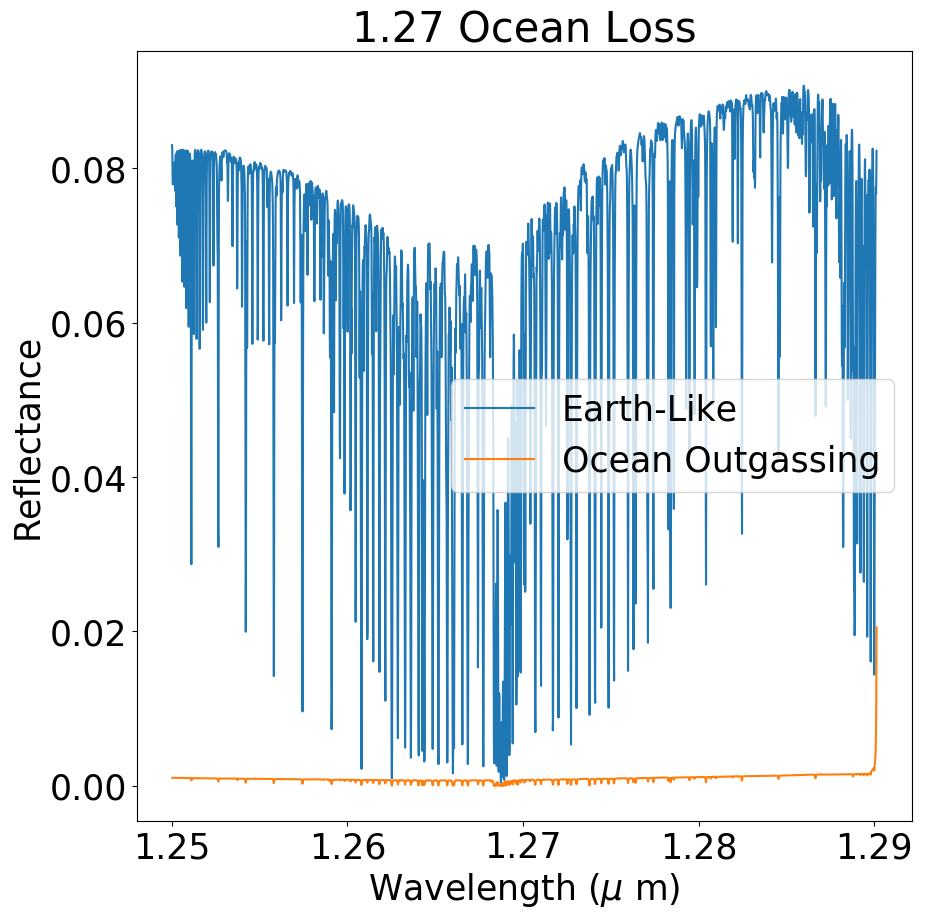 1.27 Ocean Loss
Reflectance
0.08
0.06
0.04
0.02
0.00
Earth-Like
Ocean Outgassing
1.25 1.26 1.27 1.28 1.29
Wavelength (μ m)